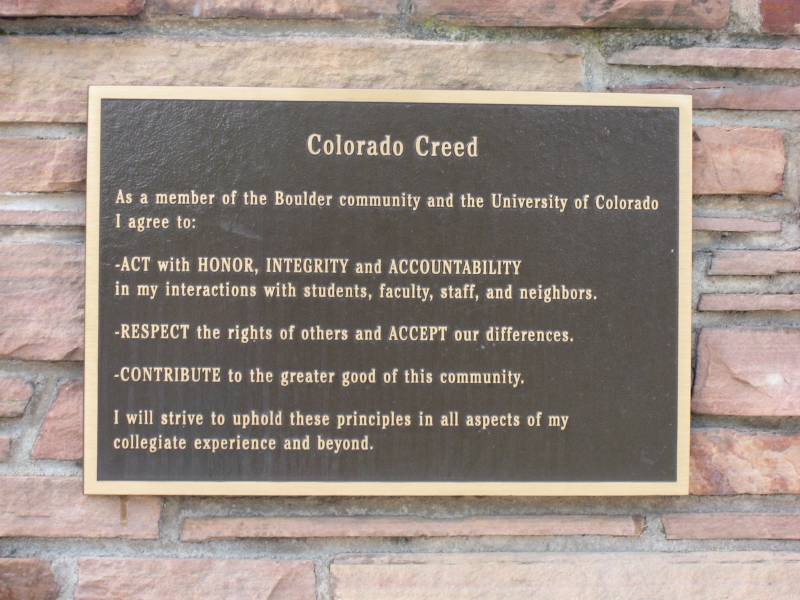 Colorado Creed
As a member of the Boulder community and the University of Colorado
I agree to:
-ACT with HONOR, INTEGRITY and ACCOUNTABILITY
in my interactions with students, faculty, staff, and neighbors.
-RESPECT the rights of others and ACCEPT our differences.
-CONTRIBUTE to the greater good of this community.
I will strive to uphold these principles in all aspects of my
collegiate experience and beyond.